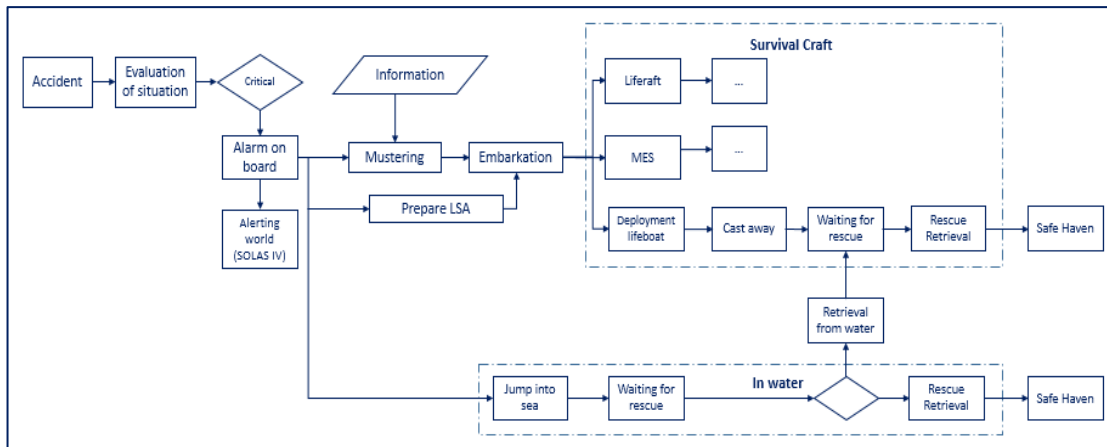 Survival Craft
Accident
Evaluation
of situation
Critical
Information
Liferaft
...
Alarm on
board
Mustering
Embarkation
MES
...
Prepare LSA
Alerting
world
(SOLAS IV)
Deployment
lifeboat
Cast away
Waiting for
rescue
Rescue
Retrieval
Safe Haven
Retrieval
from water
In water
Jump into
sea
Waiting for
rescue
Rescue
Retrieval
Safe Haven